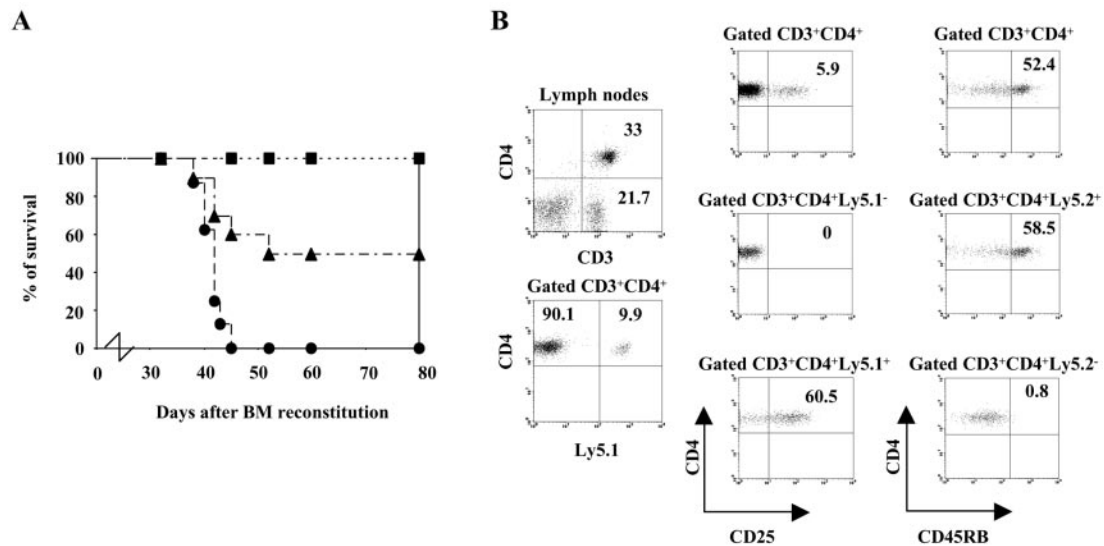 A
% of survival
100
80
60
40
20
0
0 30 40 50 60 70 80
Days after BM reconstitution
B
Lymph nodes
33
21.7
CD4
CD3
Gated CD3⁺CD4⁺
90.1 9.9
CD4
Ly5.1
Gated CD3⁺CD4⁺
5.9
Gated CD3⁺CD4⁺
52.4
Gated CD3⁺CD4⁺Ly5.1⁻
0
Gated CD3⁺CD4⁺Ly5.2⁺
58.5
Gated CD3⁺CD4⁺Ly5.1⁺
60.5
Gated CD3⁺CD4⁺Ly5.2⁻
0.8
CD4
CD25
CD4
CD45RB